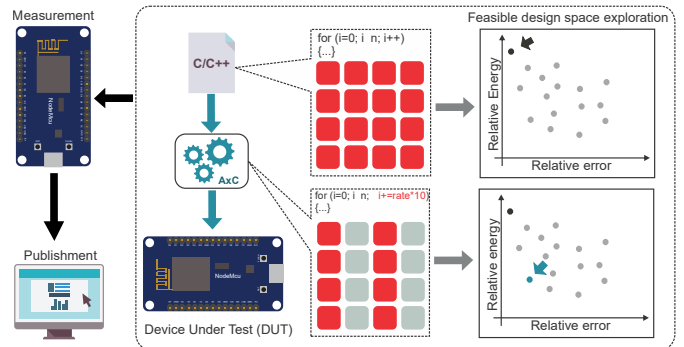 Measurement
NodeMcu
Publishment
C/C++
AxC
NodeMcu
Device Under Test (DUT)
for (i=0; i n; i++)
{...}
for (i=0; i n; i+=rate*10)
{...}
Feasible design space exploration
Relative Energy
Relative error
Relative energy
Relative error